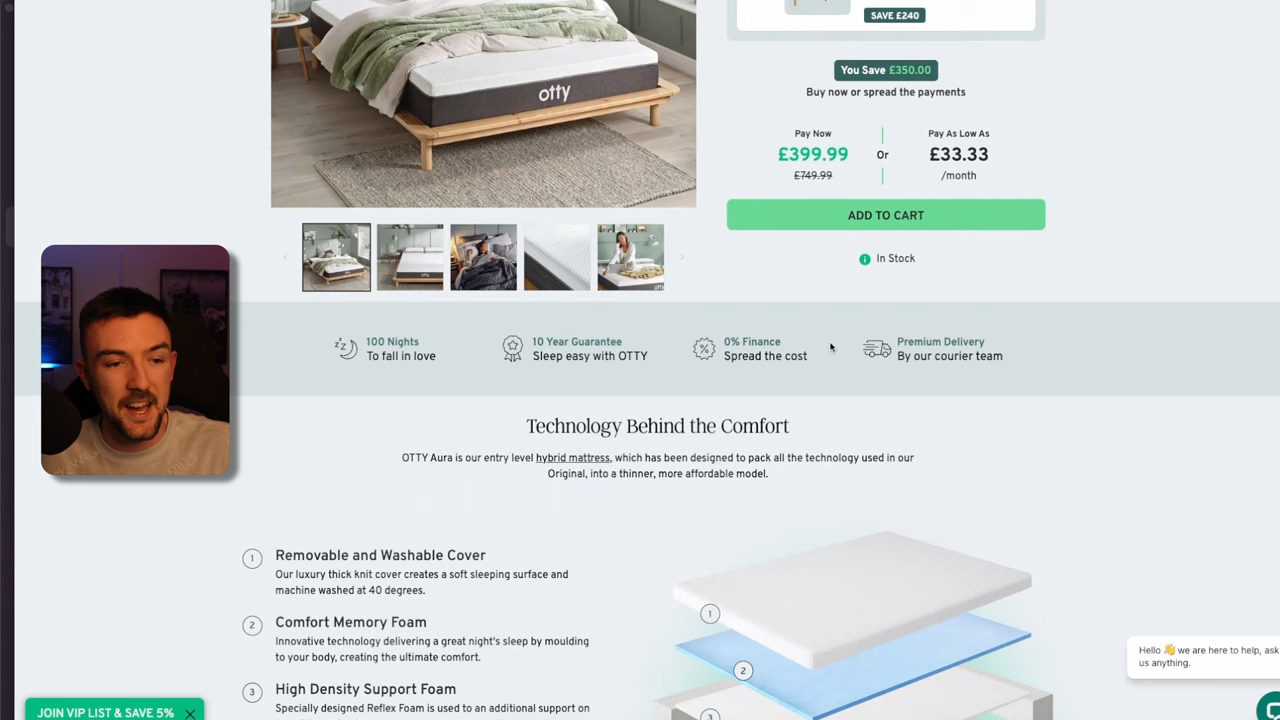 SAVE £240
You Save £350.00
Buy now or spread the payments
otty
Pay Now
Pay As Low As
£399.99
Or
£33.33
£749.99
/month
ADD TO CART
In Stock
otty
100 Nights
To fall in love
10 Year Guarantee
Sleep easy with OTTY
0% Finance
Spread the cost
Premium Delivery
By our courier team
Technology Behind the Comfort
OTTY Aura is our entry level hybrid mattress, which has been designed to pack all the technology used in our
Original, into a thinner, more affordable model.
1
Removable and Washable Cover
Our luxury thick knit cover creates a soft sleeping surface and
machine washed at 40 degrees.
2
Comfort Memory Foam
Innovative technology delivering a great night's sleep by moulding
to your body, creating the ultimate comfort.
3
High Density Support Foam
Specially designed Reflex Foam is used to an additional support on
1
2
3
Hello 👋 we are here to help, ask
us anything.
JOIN VIP LIST & SAVE 5%